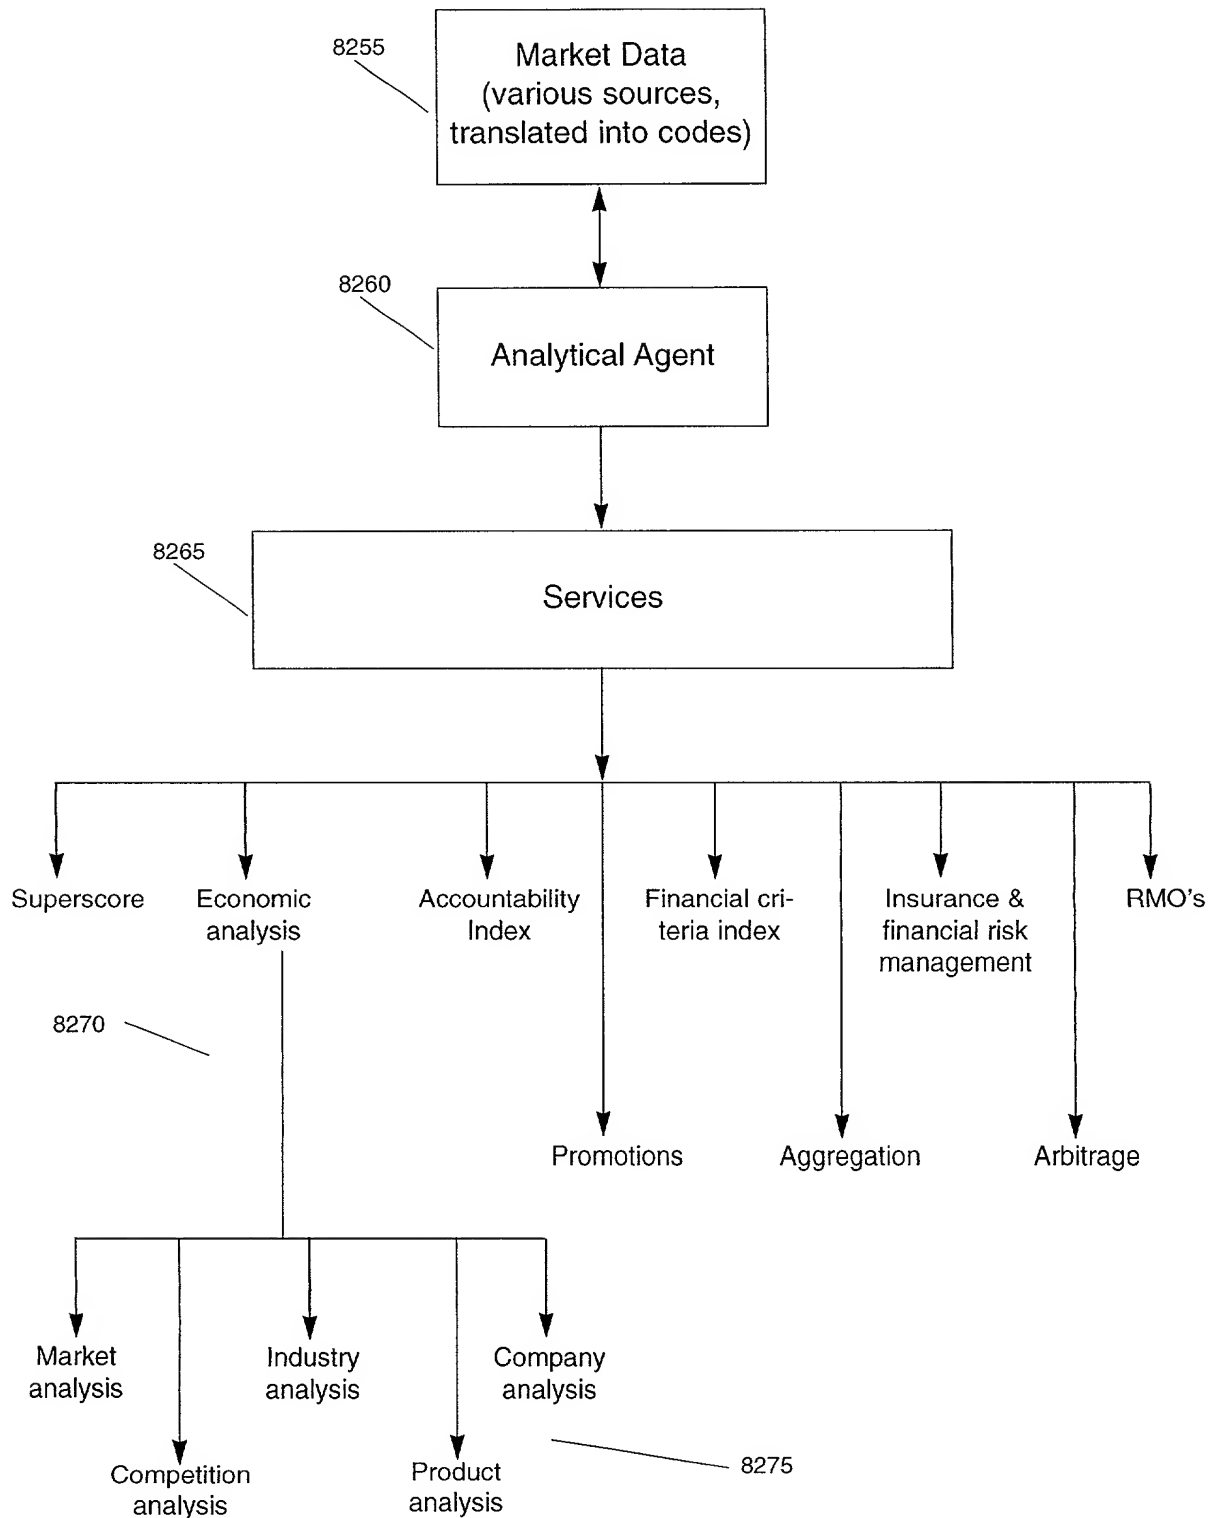 8255
Market Data
(various sources,
translated into codes)
8260
Analytical Agent
8265
Services
Superscore
Economic
analysis
Accountability
Index
Financial cri-
teria index
Insurance &
financial risk
management
RMO's
8270
Promotions
Aggregation
Arbitrage
Market
analysis
Industry
analysis
Company
analysis
Competition
analysis
Product
analysis
8275